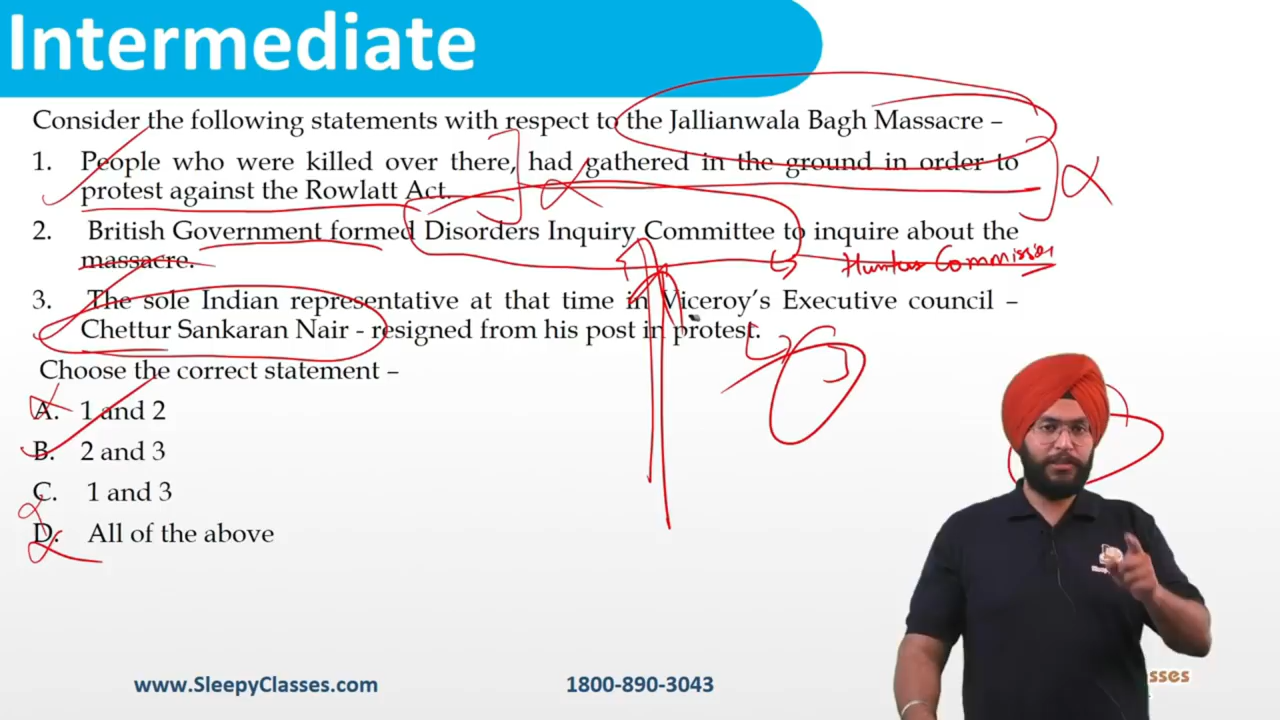 Intermediate
Consider the following statements with respect to the Jallianwala Bagh Massacre –
1. People who were killed over there, had gathered in the ground in order to
protest against the Rowlatt Act.
2. British Government formed Disorders Inquiry Committee to inquire about the
massacre.
Hunter Commission
3. The sole Indian representative at that time in Viceroy's Executive council –
Chettur Sankaran Nair - resigned from his post in protest.
Choose the correct statement –
A. 1 and 2
B. 2 and 3
C. 1 and 3
D. All of the above
www.SleepyClasses.com
1800-890-3043
sses